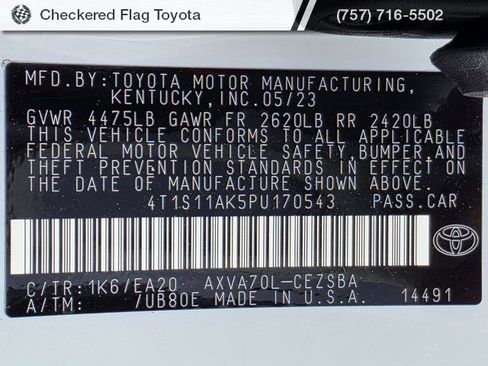 Checkered Flag Toyota
(757) 716-5502
MFD.BY:TOYOTA MOTOR MANUFACTURING,
KENTUCKY,INC.05/23
GVWR 4475LB GAWR FR 2620LB RR 2420LB
THIS VEHICLE CONFORMS TO ALL APPLICABLE
FEDERAL MOTOR VEHICLE SAFETY,BUMPER,AND
THEFT PREVENTION STANDARDS IN EFFECT ON
THE DATE OF MANUFACTURE SHOWN ABOVE.
4T1S11AK5PU170543 PASS.CAR
C/TR:1K6/EA20 AXVA70L-CEZSBA
A/TM: /UB80E MADE IN U.S.A. 14491